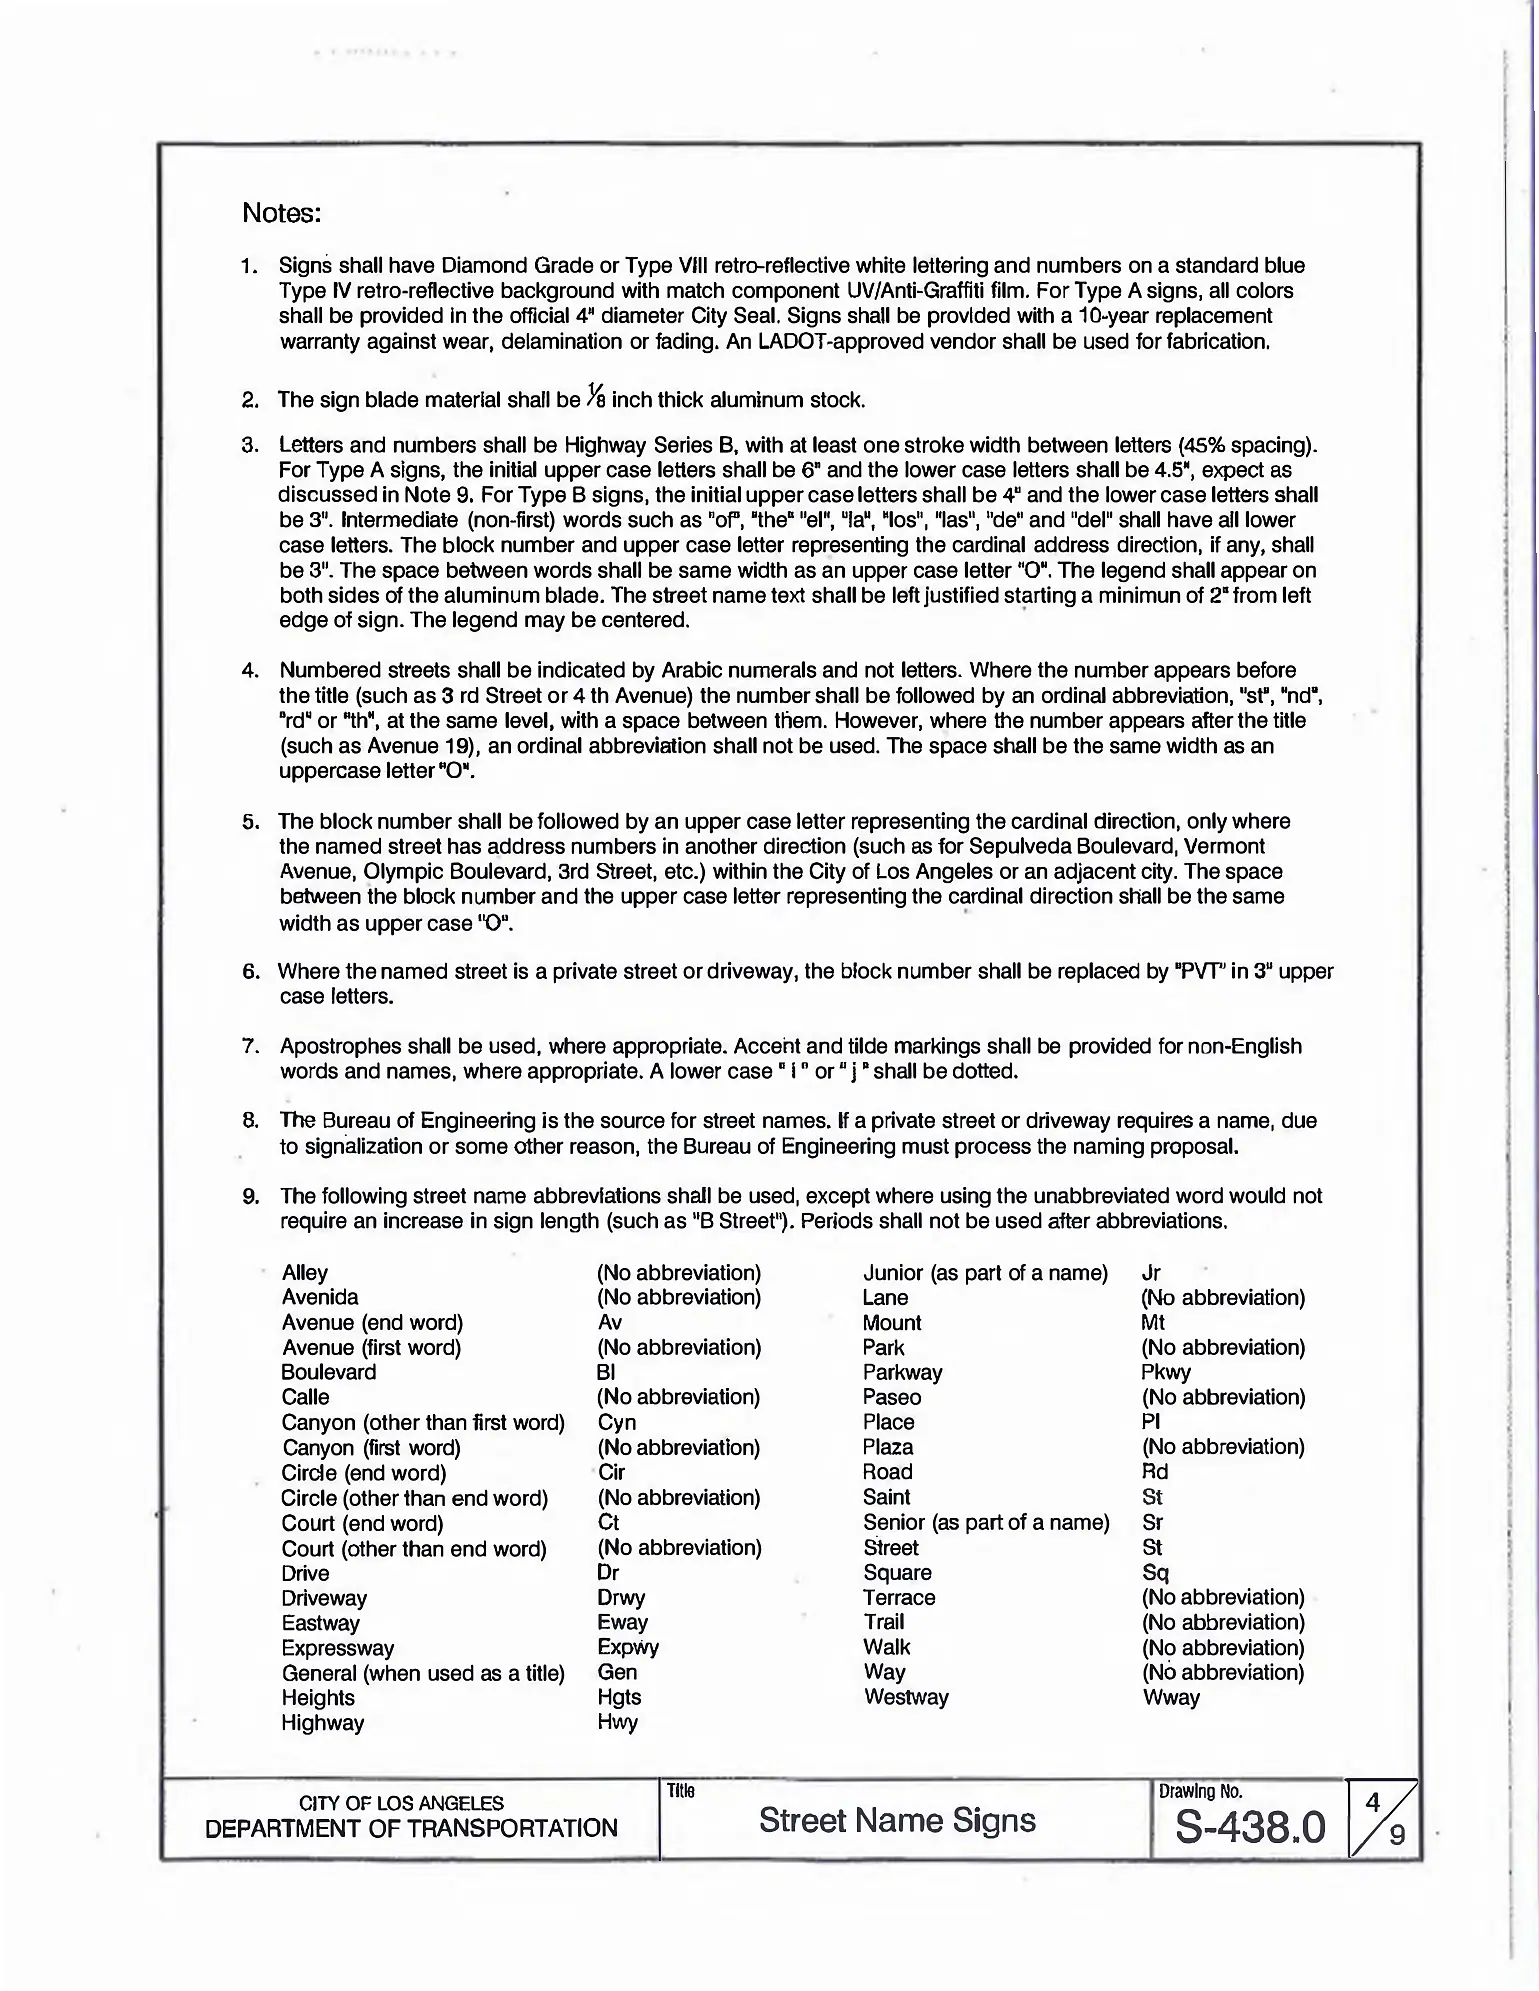 Notes:
1. Signs shall have Diamond Grade or Type VIII retro-reflective white lettering and numbers on a standard blue
Type IV retro-reflective background with match component UV/Anti-Graffiti film. For Type A signs, all colors
shall be provided in the official 4" diameter City Seal. Signs shall be provided with a 10-year replacement
warranty against wear, delamination or fading. An LADOT-approved vendor shall be used for fabrication.
2. The sign blade material shall be 1/8 inch thick aluminum stock.
3. Letters and numbers shall be Highway Series B, with at least one stroke width between letters (45% spacing).
For Type A signs, the initial upper case letters shall be 6" and the lower case letters shall be 4.5", expect as
discussed in Note 9. For Type B signs, the initial upper case letters shall be 4" and the lower case letters shall
be 3". Intermediate (non-first) words such as "of", "the" "el", "la", "los", "las", "de" and "del" shall have all lower
case letters. The block number and upper case letter representing the cardinal address direction, if any, shall
be 3". The space between words shall be same width as an upper case letter "O". The legend shall appear on
both sides of the aluminum blade. The street name text shall be left justified starting a minimun of 2" from left
edge of sign. The legend may be centered.
4. Numbered streets shall be indicated by Arabic numerals and not letters. Where the number appears before
the title (such as 3 rd Street or 4 th Avenue) the number shall be followed by an ordinal abbreviation, "st", "nd",
"rd" or "th", at the same level, with a space between them. However, where the number appears after the title
(such as Avenue 19), an ordinal abbreviation shall not be used. The space shall be the same width as an
uppercase letter "O".
5. The block number shall be followed by an upper case letter representing the cardinal direction, only where
the named street has address numbers in another direction (such as for Sepulveda Boulevard, Vermont
Avenue, Olympic Boulevard, 3rd Street, etc.) within the City of Los Angeles or an adjacent city. The space
between the block number and the upper case letter representing the cardinal direction shall be the same
width as upper case "O".
6. Where the named street is a private street or driveway, the block number shall be replaced by "PVT" in 3" upper
case letters.
7. Apostrophes shall be used, where appropriate. Accent and tilde markings shall be provided for non-English
words and names, where appropriate. A lower case " i " or " j " shall be dotted.
8. The Bureau of Engineering is the source for street names. If a private street or driveway requires a name, due
to signalization or some other reason, the Bureau of Engineering must process the naming proposal.
9. The following street name abbreviations shall be used, except where using the unabbreviated word would not
require an increase in sign length (such as "B Street"). Periods shall not be used after abbreviations.
Alley (No abbreviation) Junior (as part of a name) Jr
Avenida (No abbreviation) Lane (No abbreviation)
Avenue (end word) Av Mount Mt
Avenue (first word) (No abbreviation) Park (No abbreviation)
Boulevard Bl Parkway Pkwy
Calle (No abbreviation) Paseo (No abbreviation)
Canyon (other than first word) Cyn Place Pl
Canyon (first word) (No abbreviation) Plaza (No abbreviation)
Circle (end word) Cir Road Rd
Circle (other than end word) (No abbreviation) Saint St
Court (end word) Ct Senior (as part of a name) Sr
Court (other than end word) (No abbreviation) Street St
Drive Dr Square Sq
Driveway Drwy Terrace (No abbreviation)
Eastway Eway Trail (No abbreviation)
Expressway Expwy Walk (No abbreviation)
General (when used as a title) Gen Way (No abbreviation)
Heights Hgts Westway Wway
Highway Hwy
CITY OF LOS ANGELES
DEPARTMENT OF TRANSPORTATION
Title
Street Name Signs
Drawing No.
S-438.0
4/9